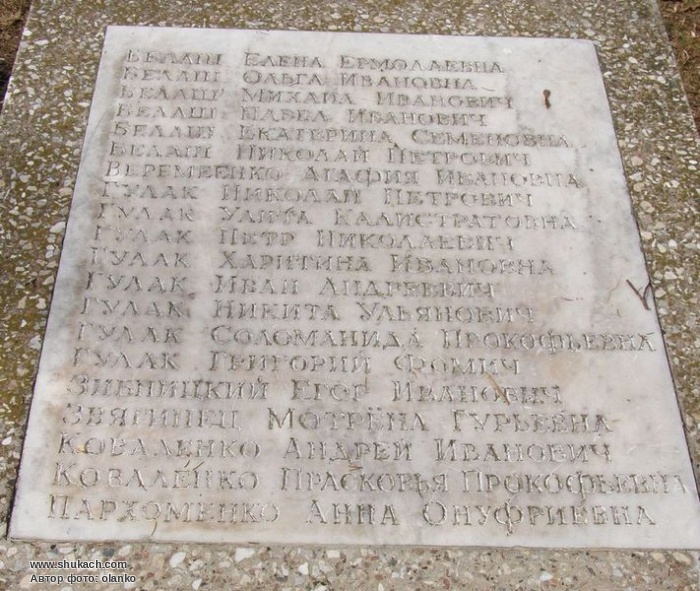 Белаш Елена Ермолаевна
Белаш Ольга Ивановна
Белаш Михаил Иванович
Белаш Павел Иванович
Белаш Екатерина Семеновна
Белаш Николай Петрович
Веремеенко Агафия Ивановна
Гулак Николай Петрович
Гулак Улита Калистратовна
Гулак Петр Николаевич
Гулак Харитина Ивановна
Гулак Иван Андреевич
Гулак Никита Ульянович
Гулак Соломанида Прокофьевна
Гулак Григорий Фомич
Зибницкий Егор Иванович
Звягинец Мотрёна Гурьевна
Коваленко Андрей Иванович
Коваленко Прасковья Прокофьевна
Пархоменко Анна Онуфриевна
www.shukach.com
Автор фото: olanko